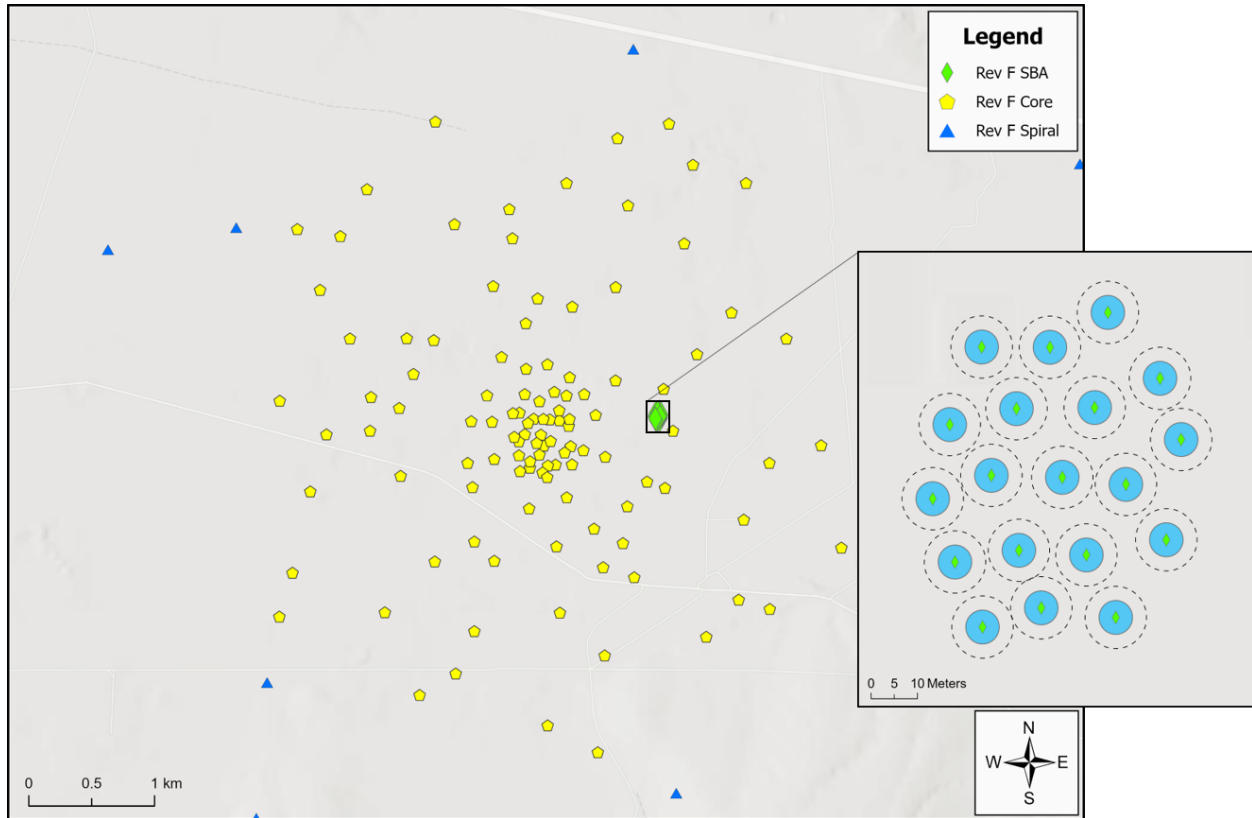 Legend
Rev F SBA
Rev F Core
Rev F Spiral
0 5 10 Meters
0 0.5 1 km
N
W E
S